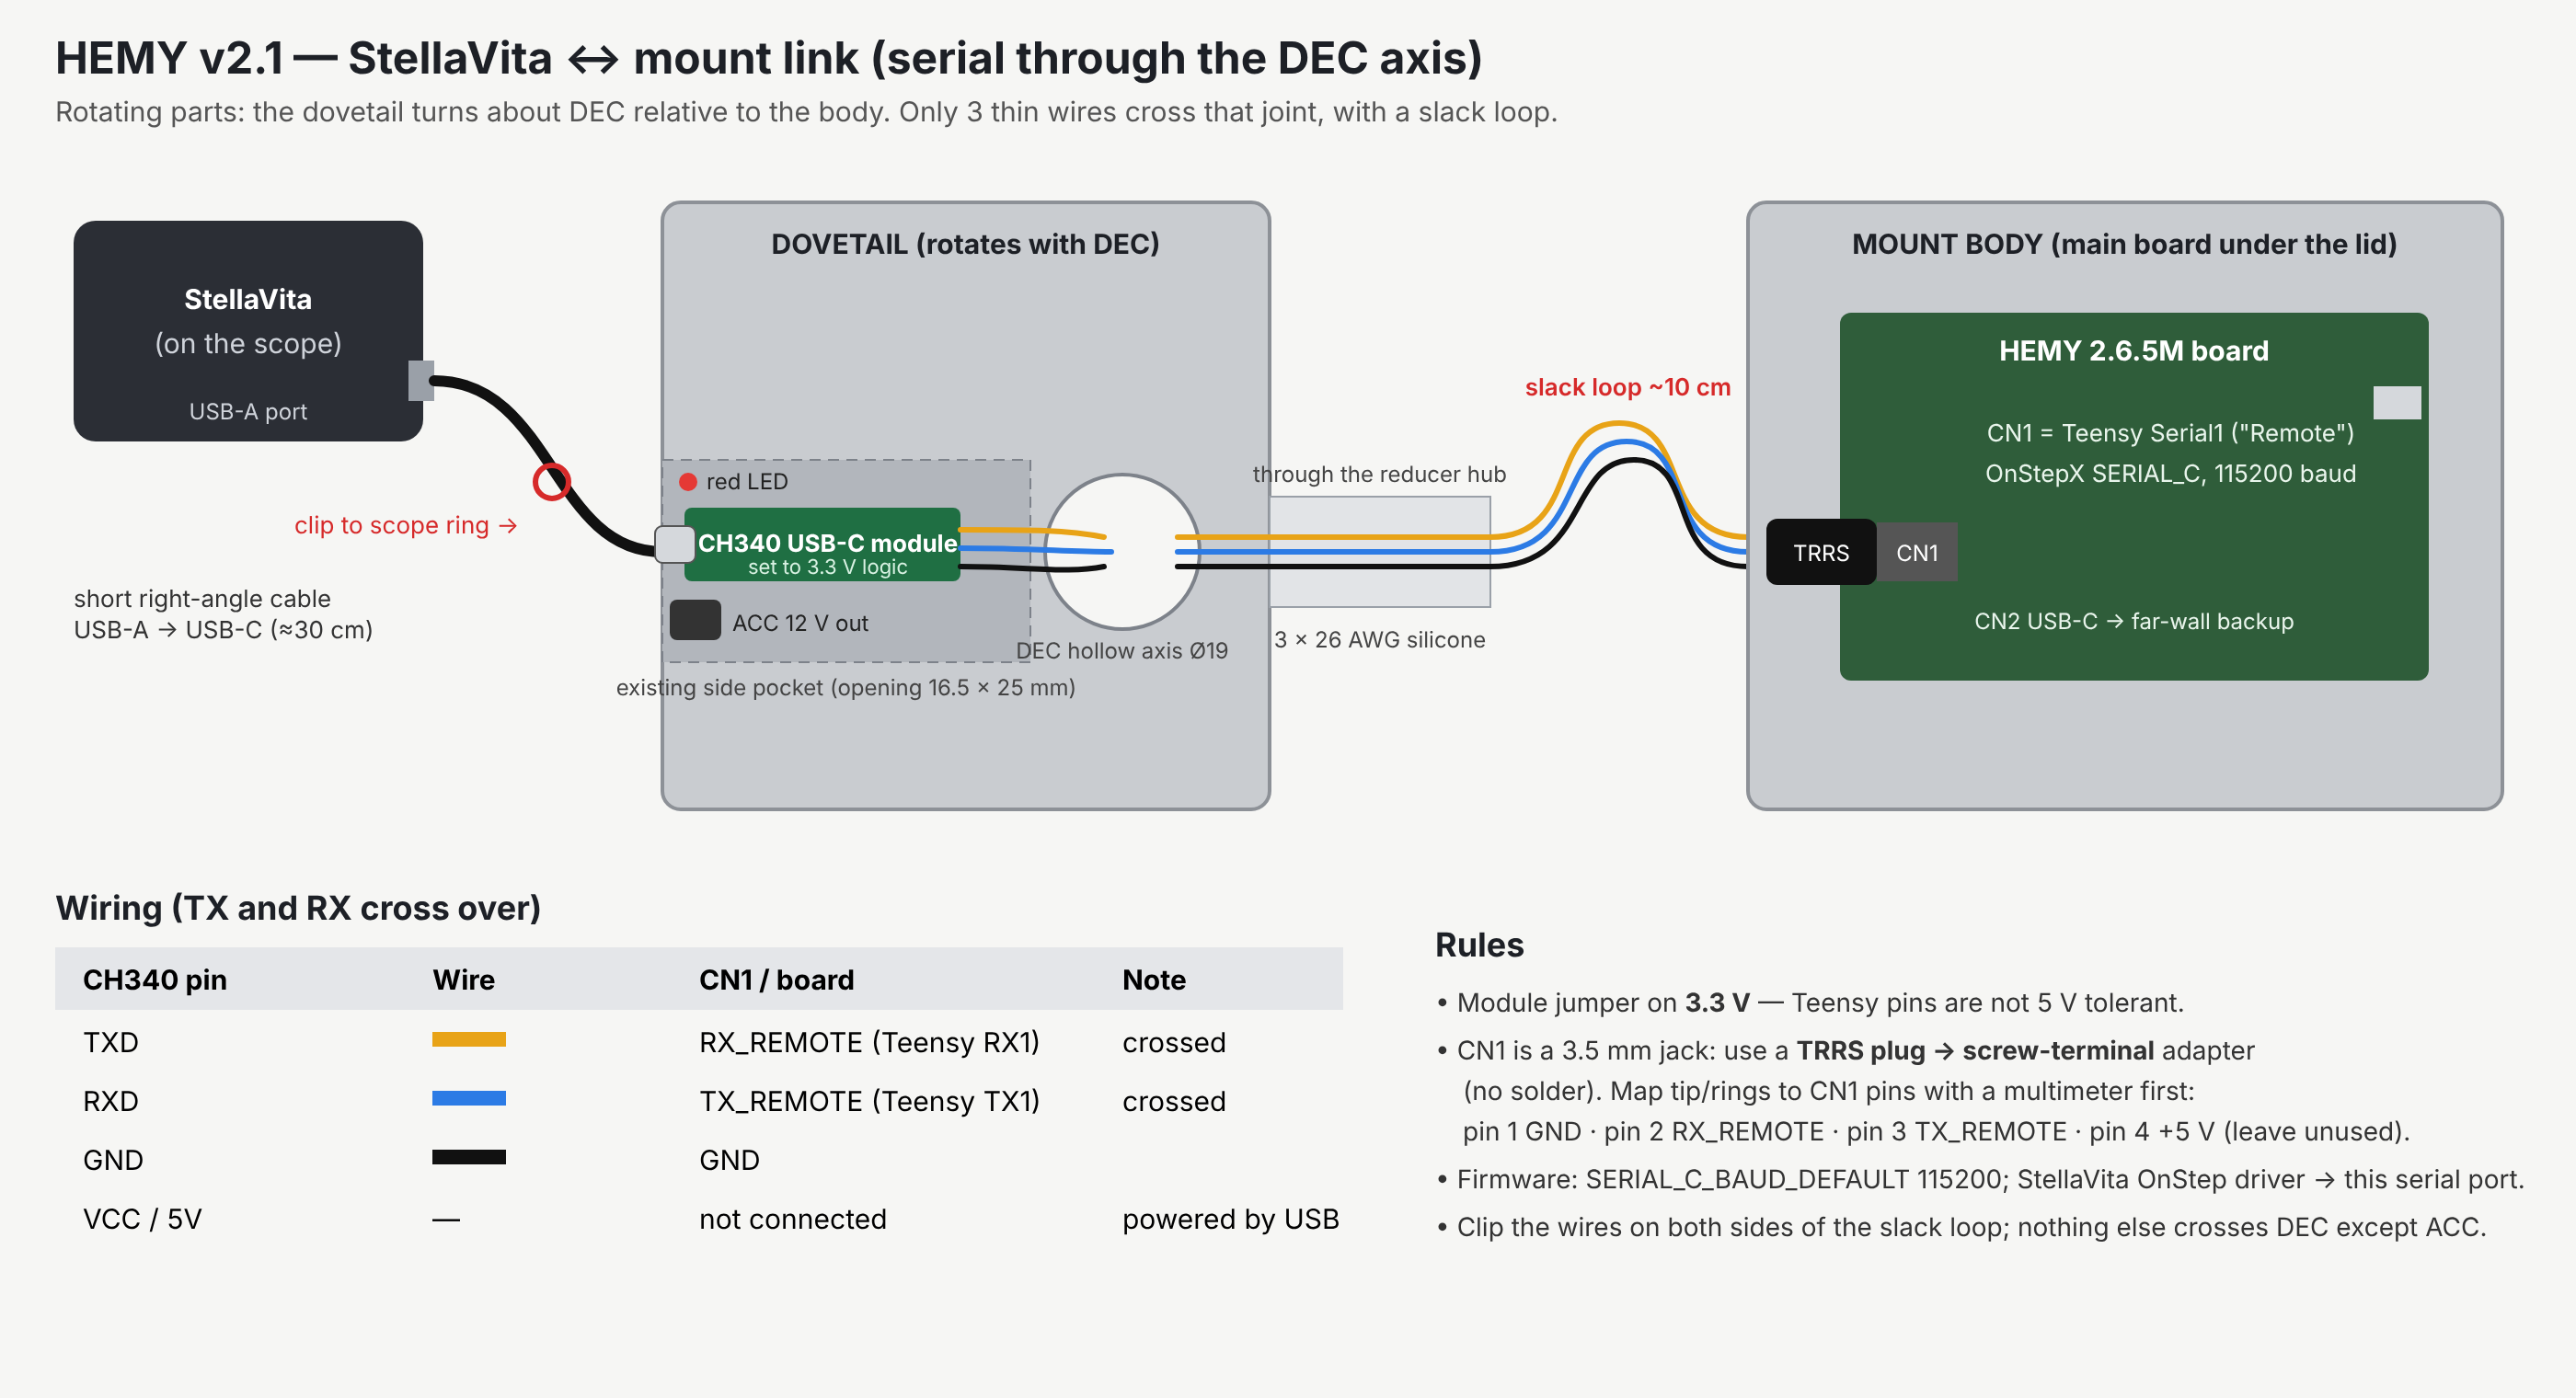 HEMY v2.1 — StellaVita ↔ mount link (serial through the DEC axis)
Rotating parts: the dovetail turns about DEC relative to the body. Only 3 thin wires cross that joint, with a slack loop.
StellaVita
(on the scope)
USB-A port
clip to scope ring →
short right-angle cable
USB-A → USB-C (≈30 cm)
DOVETAIL (rotates with DEC)
red LED
CH340 USB-C module
set to 3.3 V logic
ACC 12 V out
DEC hollow axis Ø19
existing side pocket (opening 16.5 × 25 mm)
through the reducer hub
3 × 26 AWG silicone
slack loop ~10 cm
MOUNT BODY (main board under the lid)
HEMY 2.6.5M board
CN1 = Teensy Serial1 ("Remote")
OnStepX SERIAL_C, 115200 baud
TRRS
CN1
CN2 USB-C → far-wall backup
Wiring (TX and RX cross over)
CH340 pin Wire CN1 / board Note
TXD RX_REMOTE (Teensy RX1) crossed
RXD TX_REMOTE (Teensy TX1) crossed
GND GND
VCC / 5V — not connected powered by USB
Rules
• Module jumper on 3.3 V — Teensy pins are not 5 V tolerant.
• CN1 is a 3.5 mm jack: use a TRRS plug → screw-terminal adapter
(no solder). Map tip/rings to CN1 pins with a multimeter first:
pin 1 GND · pin 2 RX_REMOTE · pin 3 TX_REMOTE · pin 4 +5 V (leave unused).
• Firmware: SERIAL_C_BAUD_DEFAULT 115200; StellaVita OnStep driver → this serial port.
• Clip the wires on both sides of the slack loop; nothing else crosses DEC except ACC.